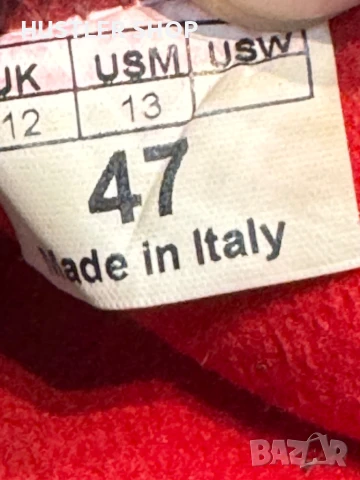 HUSTLER SHOP
UK USM USW
12 13
47
Made in Italy
BAZAR